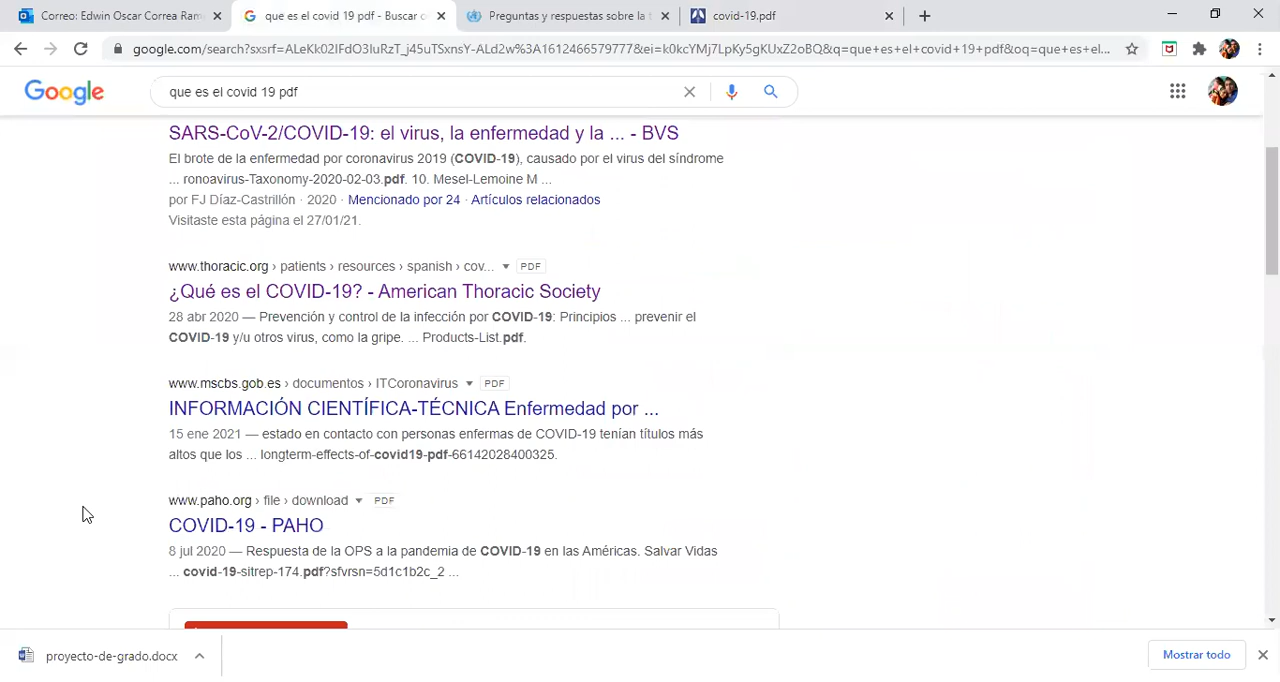 Correo: Edwin Oscar Correa Ram
que es el covid 19 pdf - Buscar c
Preguntas y respuestas sobre la t
covid-19.pdf
google.com/search?sxsrf=ALeKk02IFdO3IuRzT_j45uTSxnsY-ALd2w%3A1612466579777&ei=k0kcYMj7LpKy5gKUxZ2oBQ&q=que+es+el+covid+19+pdf&oq=que+es+el...
Google
que es el covid 19 pdf
SARS-CoV-2/COVID-19: el virus, la enfermedad y la ... - BVS
El brote de la enfermedad por coronavirus 2019 (COVID-19), causado por el virus del síndrome
... ronoavirus-Taxonomy-2020-02-03.pdf. 10. Mesel-Lemoine M ...
por FJ Díaz-Castrillón · 2020 · Mencionado por 24 · Artículos relacionados
Visitaste esta página el 27/01/21.
www.thoracic.org › patients › resources › spanish › cov... PDF
¿Qué es el COVID-19? - American Thoracic Society
28 abr 2020 — Prevención y control de la infección por COVID-19: Principios ... prevenir el
COVID-19 y/u otros virus, como la gripe. ... Products-List.pdf.
www.mscbs.gob.es › documentos › ITCoronavirus PDF
INFORMACIÓN CIENTÍFICA-TÉCNICA Enfermedad por ...
15 ene 2021 — estado en contacto con personas enfermas de COVID-19 tenían títulos más
altos que los ... longterm-effects-of-covid19-pdf-66142028400325.
www.paho.org › file › download PDF
COVID-19 - PAHO
8 jul 2020 — Respuesta de la OPS a la pandemia de COVID-19 en las Américas. Salvar Vidas
... covid-19-sitrep-174.pdf?sfvrsn=5d1c1b2c_2 ...
proyecto-de-grado.docx
Mostrar todo